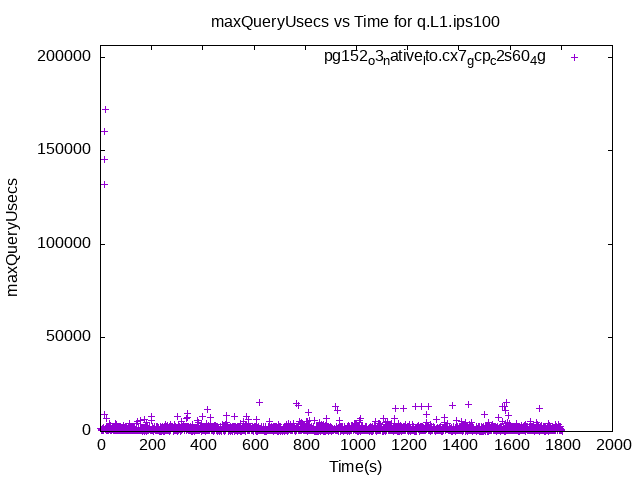 maxQueryUsecs vs Time for q.L1.ips100
pg152o3native lto.cx7gcpc2s604g
200000
150000
100000
50000
0
maxQueryUsecs
0 200 400 600 800 1000 1200 1400 1600 1800 2000
Time(s)